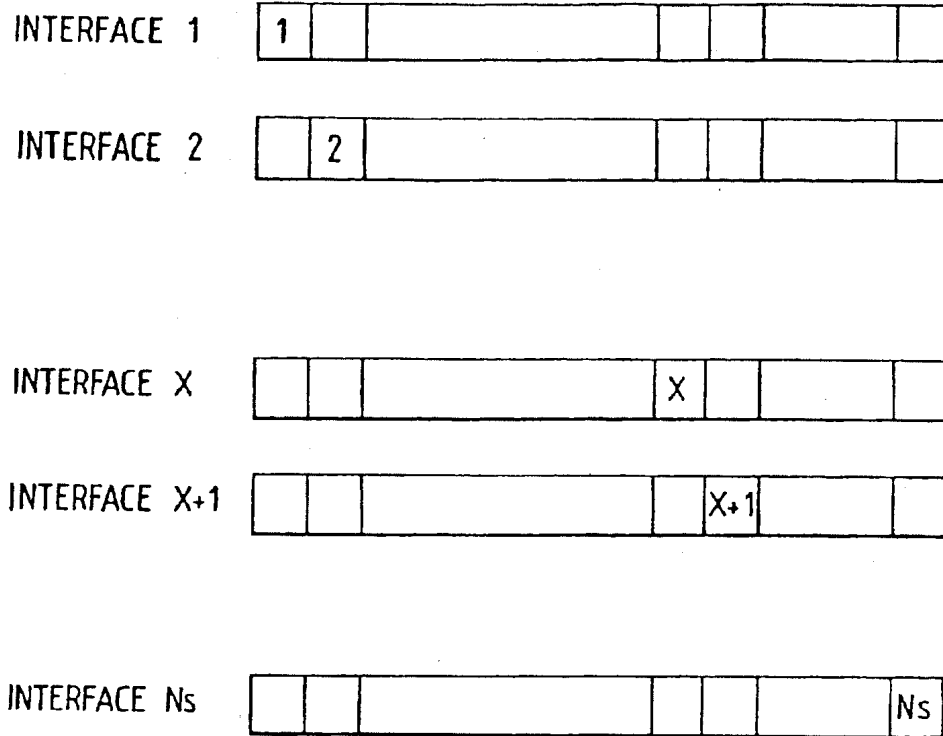 INTERFACE 1 1
INTERFACE 2 2
INTERFACE X X
INTERFACE X+1 X+1
INTERFACE Ns Ns